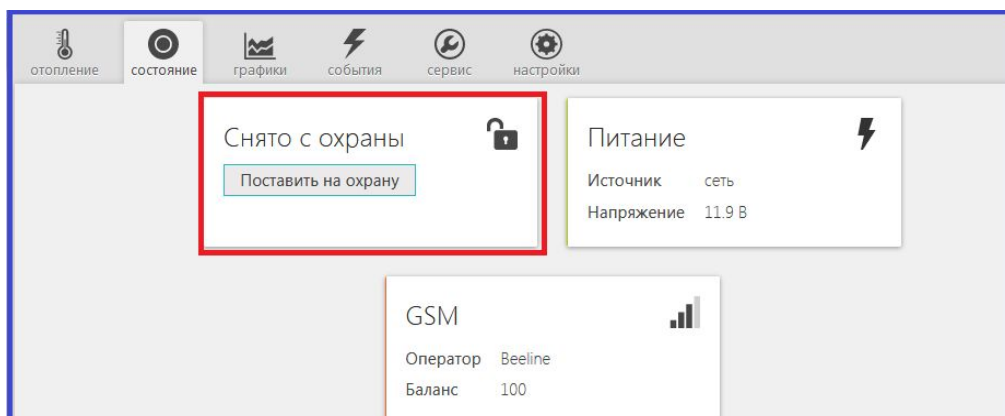 отопление состояние графики события сервис настройки
Снято с охраны
Поставить на охрану
Питание
Источник сеть
Напряжение 11.9 В
GSM
Оператор Beeline
Баланс 100